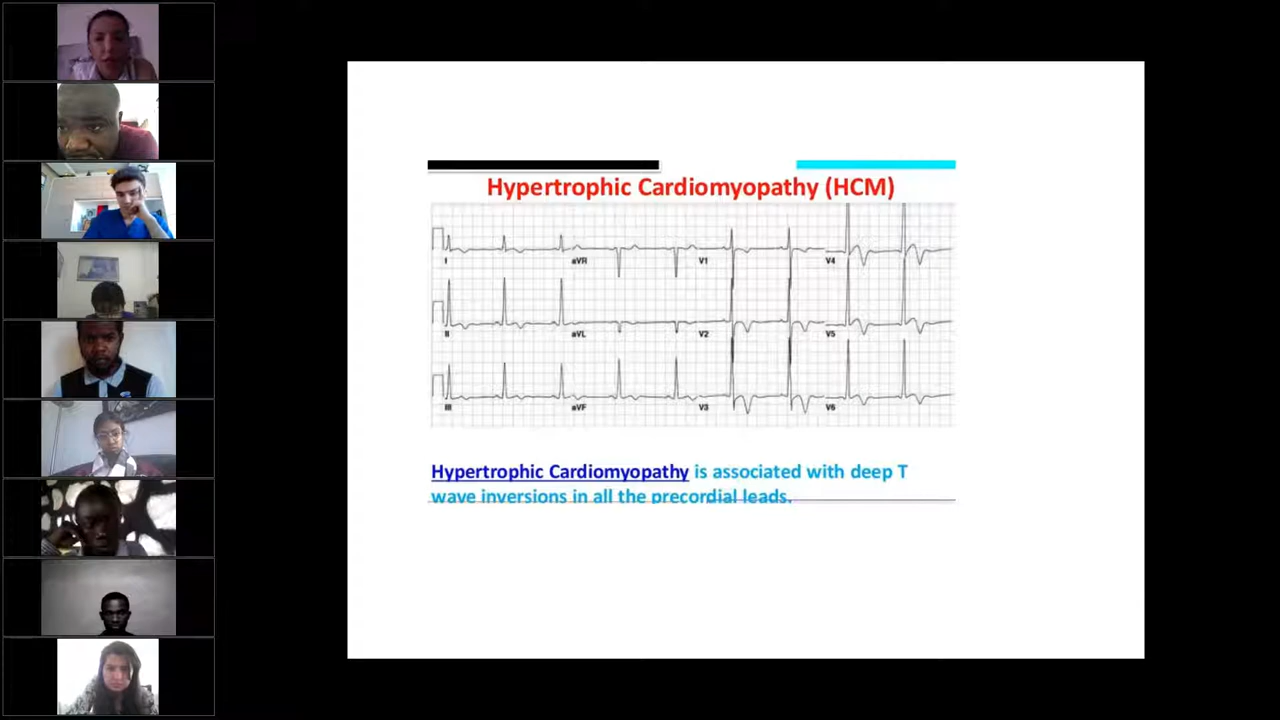 Hypertrophic Cardiomyopathy (HCM)
I aVR V1 V4
II aVL V2 V5
III aVF V3 V6
Hypertrophic Cardiomyopathy is associated with deep T
wave inversions in all the precordial leads.